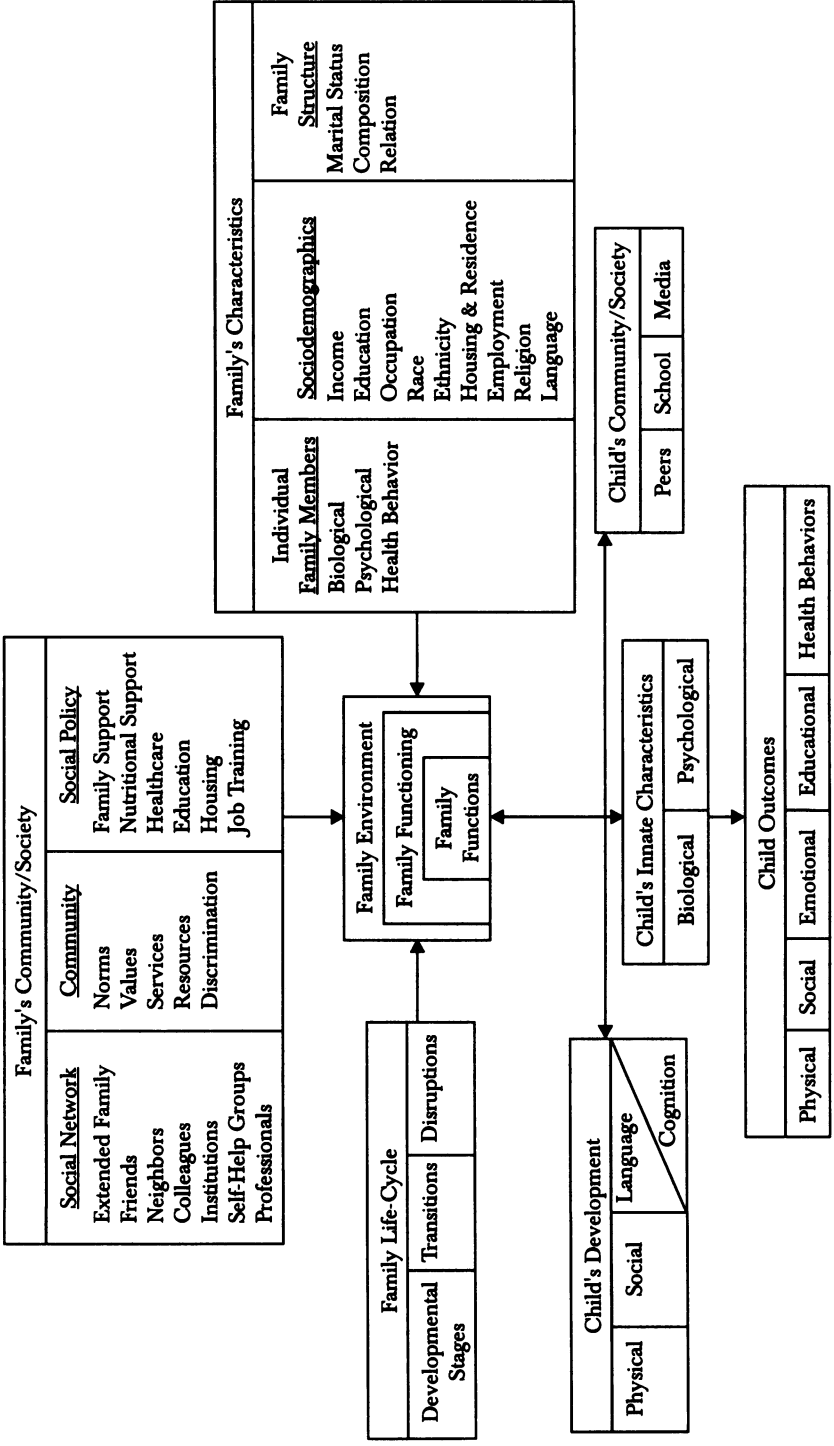 Family's Community/Society
Social Network
Extended Family
Friends
Neighbors
Colleagues
Institutions
Self-Help Groups
Professionals
Community
Norms
Values
Services
Resources
Discrimination
Social Policy
Family Support
Nutritional Support
Healthcare
Education
Housing
Job Training
Family Life-Cycle
Developmental
Stages
Transitions
Disruptions
Family Environment
Family Functioning
Family
Functions
Family's Characteristics
Individual
Family Members
Biological
Psychological
Health Behavior
Sociodemographics
Income
Education
Occupation
Race
Ethnicity
Housing & Residence
Employment
Religion
Language
Family
Structure
Marital Status
Composition
Relation
Child's Development
Physical
Social
Language
Cognition
Child's Innate Characteristics
Biological
Psychological
Child's Community/Society
Peers
School
Media
Child Outcomes
Physical
Social
Emotional
Educational
Health Behaviors